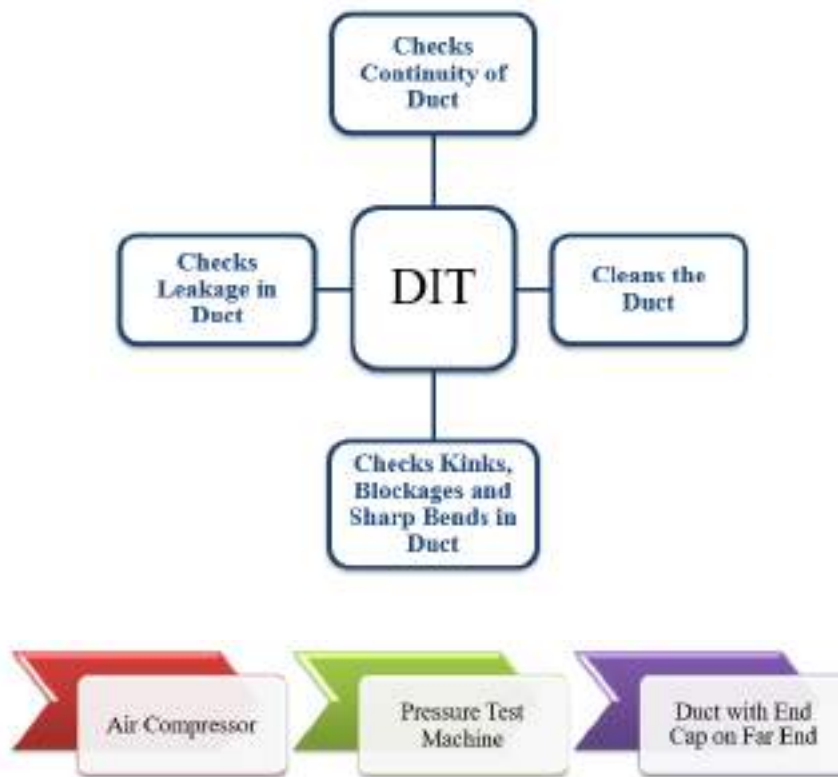 Checks
Continuity of
Duct
Checks
Leakage in
Duct
DIT
Cleans the
Duct
Checks Kinks,
Blockages and
Sharp Bends in
Duct
Air Compressor
Pressure Test
Machine
Duct with End
Cap on Far End